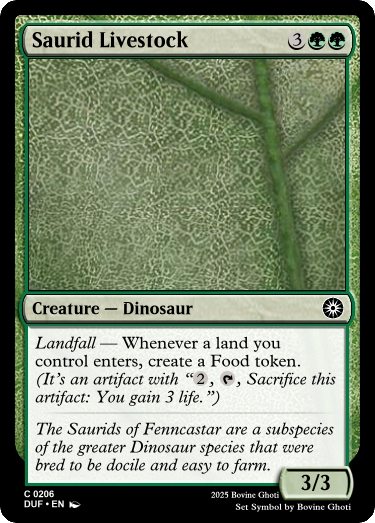 Saurid Livestock 3
Creature — Dinosaur
Landfall — Whenever a land you
control enters, create a Food token.
(It's an artifact with “2, , Sacrifice this
artifact: You gain 3 life.”)
The Saurids of Fenncastar are a subspecies
of the greater Dinosaur species that were
bred to be docile and easy to farm.
3/3
C 0206
DUF • EN
2025 Bovine Ghoti
Set Symbol by Bovine Ghoti